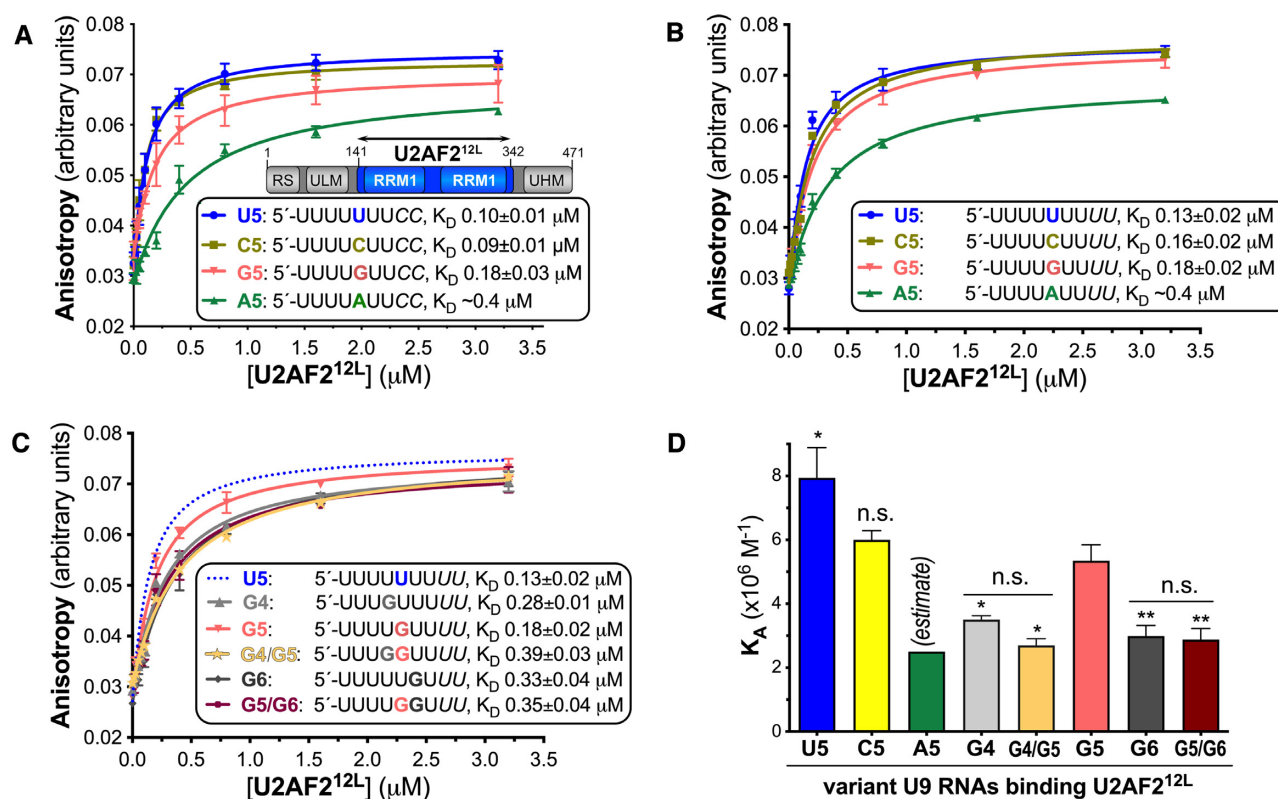 A
Anisotropy (arbitrary units)
0.08
0.07
0.06
0.05
0.04
0.03
0.02
0.0 0.5 1.0 1.5 2.0 2.5 3.0 3.5
[U2AF2¹²ᴸ] (μM)
1 141 U2AF2¹²ᴸ 342 471
RS ULM RRM1 RRM1 UHM
U5: 5´-UUUUUUUCC, K_D 0.10±0.01 μM
C5: 5´-UUUUCUUCC, K_D 0.09±0.01 μM
G5: 5´-UUUUGUUCC, K_D 0.18±0.03 μM
A5: 5´-UUUUAUUCC, K_D ~0.4 μM
B
Anisotropy (arbitrary units)
0.08
0.07
0.06
0.05
0.04
0.03
0.02
0.0 0.5 1.0 1.5 2.0 2.5 3.0 3.5
[U2AF2¹²ᴸ] (μM)
U5: 5´-UUUUUUUUU, K_D 0.13±0.02 μM
C5: 5´-UUUUCUUUU, K_D 0.16±0.02 μM
G5: 5´-UUUUGUUUU, K_D 0.18±0.02 μM
A5: 5´-UUUUAUUUU, K_D ~0.4 μM
C
Anisotropy (arbitrary units)
0.08
0.07
0.06
0.05
0.04
0.03
0.02
0.0 0.5 1.0 1.5 2.0 2.5 3.0 3.5
[U2AF2¹²ᴸ] (μM)
U5: 5´-UUUUUUUUU, K_D 0.13±0.02 μM
G4: 5´-UUUGUUUUU, K_D 0.28±0.01 μM
G5: 5´-UUUUGUUUU, K_D 0.18±0.02 μM
G4/G5: 5´-UUUGGUUUU, K_D 0.39±0.03 μM
G6: 5´-UUUUUGUUU, K_D 0.33±0.04 μM
G5/G6: 5´-UUUUGGUUU, K_D 0.35±0.04 μM
D
K_A (x10⁶ M⁻¹)
8
6
4
2
0
*
n.s.
(estimate)
n.s.
*
*
n.s.
**
**
U5 C5 A5 G4 G4/G5 G5 G6 G5/G6
variant U9 RNAs binding U2AF2¹²ᴸ